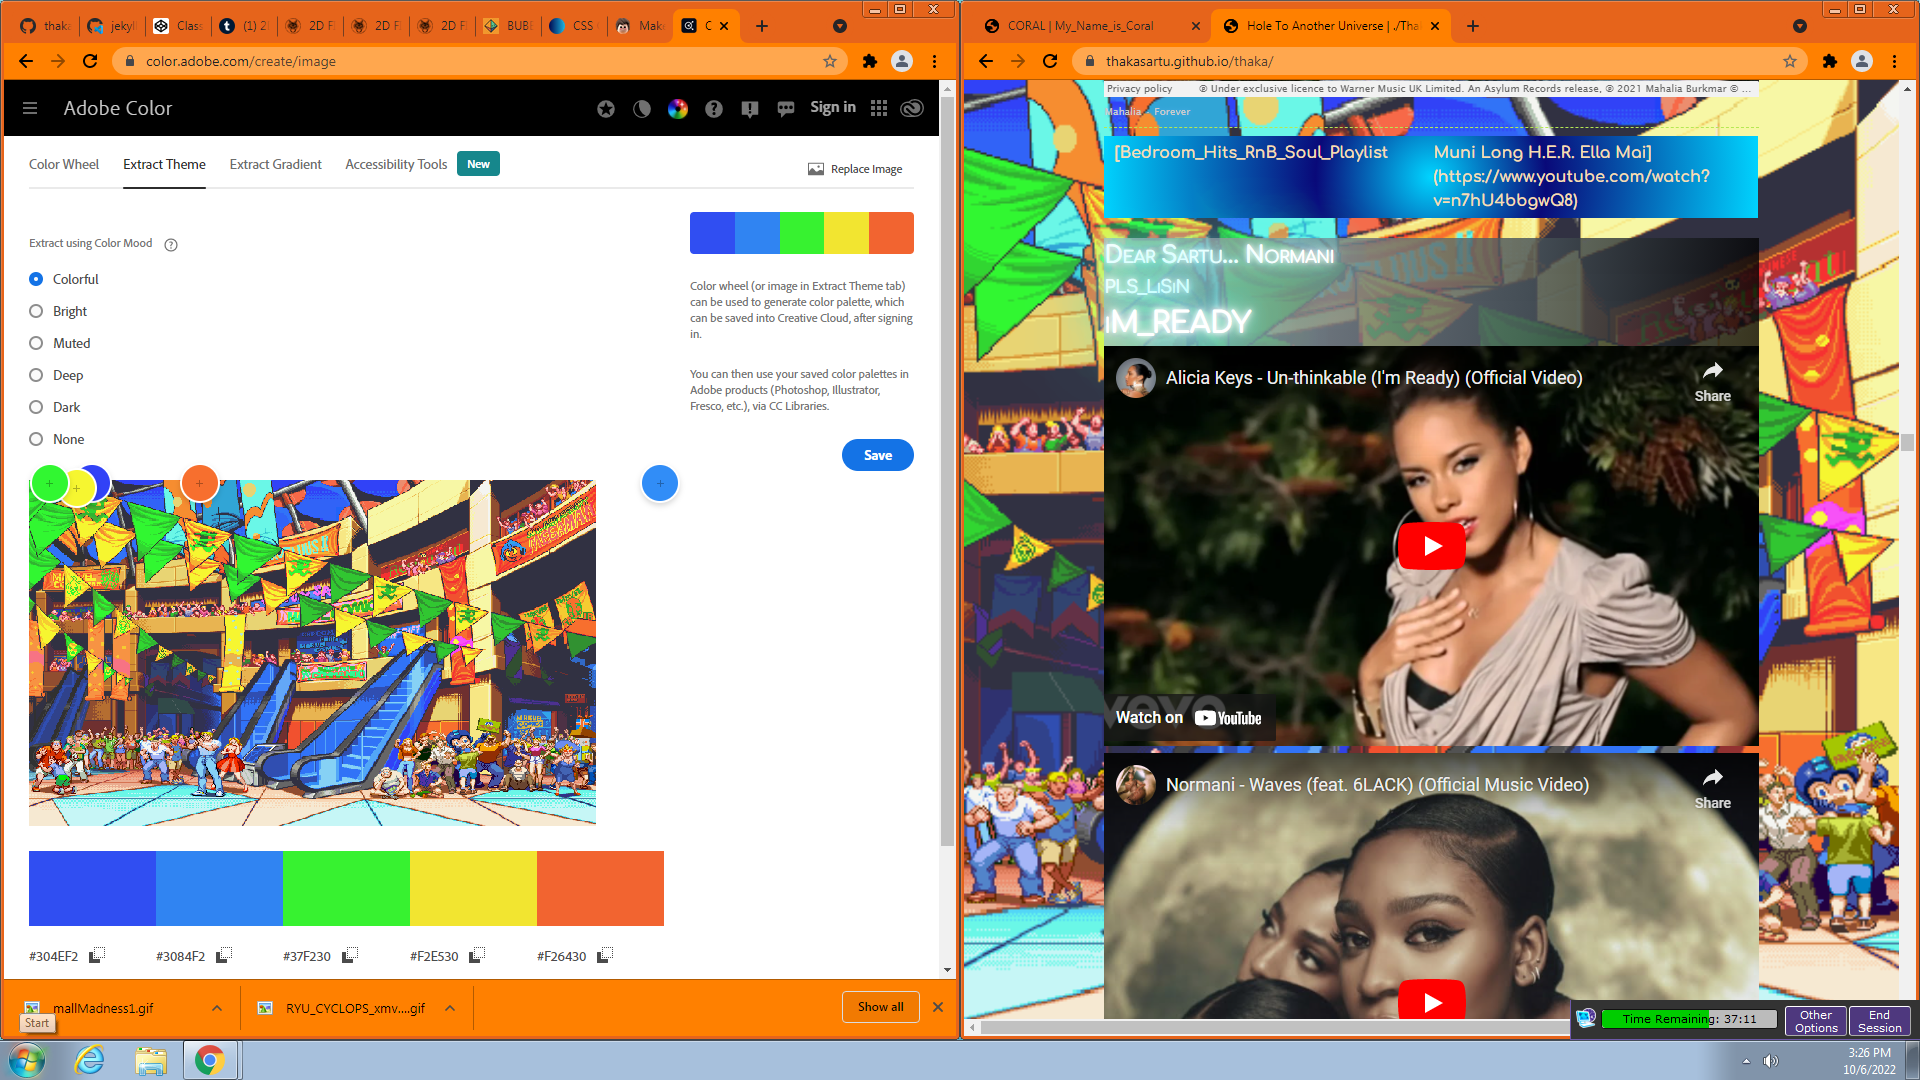 thaka
jekyl
Class
(1) 2
2D F
2D F
2D F
BUBE
CSS
Make
C
color.adobe.com/create/image
Adobe Color
Sign in
Color Wheel
Extract Theme
Extract Gradient
Accessibility Tools
New
Replace Image
Extract using Color Mood
Colorful
Bright
Muted
Deep
Dark
None
Color wheel (or image in Extract Theme tab)
can be used to generate color palette, which
can be saved into Creative Cloud, after signing
in.
You can then use your saved color palettes in
Adobe products (Photoshop, Illustrator,
Fresco, etc.), via CC Libraries.
Save
#304EF2
#3084F2
#37F230
#F2E530
#F26430
mallMadness1.gif
RYU_CYCLOPS_xmv....gif
Show all
Start
CORAL | My_Name_is_Coral
Hole To Another Universe | ./Tha
thakasartu.github.io/thaka/
Privacy policy
℗ Under exclusive licence to Warner Music UK Limited. An Asylum Records release, ℗ 2021 Mahalia Burkmar © ...
Mahalia · Forever
[Bedroom_Hits_RnB_Soul_Playlist
Muni Long H.E.R. Ella Mai]
(https://www.youtube.com/watch?
v=n7hU4bbgwQ8)
Dear Sartu... Normani
PLS_LiSiN
iM_READY
Alicia Keys - Un-thinkable (I'm Ready) (Official Video)
Share
vevo
Watch on YouTube
Normani - Waves (feat. 6LACK) (Official Music Video)
Share
Time Remaining: 37:11
Other
Options
End
Session
3:26 PM
10/6/2022